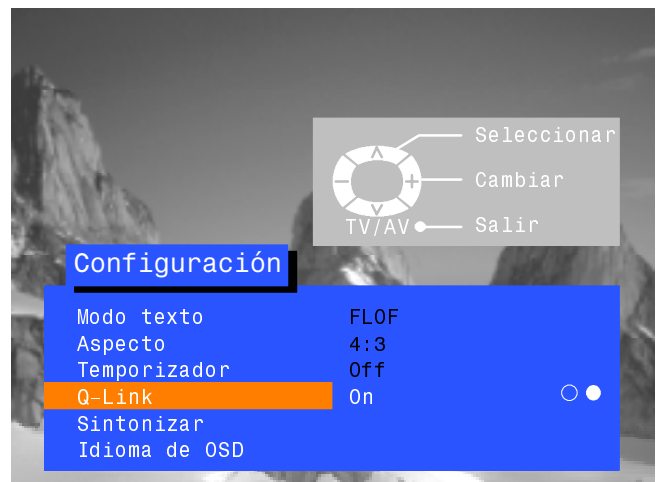 Seleccionar
Cambiar
TV/AV Salir
Configuración
Modo texto FLOF
Aspecto 4:3
Temporizador Off
Q-Link On
Sintonizar
Idioma de OSD